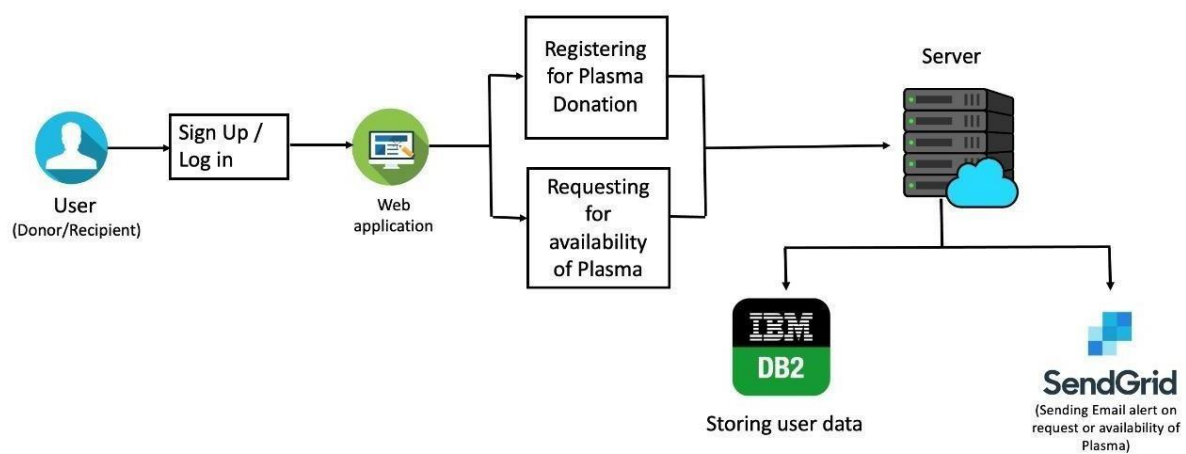 User
(Donor/Recipient)
Sign Up /
Log in
Web
application
Registering
for Plasma
Donation
Requesting
for
availability
of Plasma
Server
IBM
DB2
Storing user data
SendGrid
(Sending Email alert on
request or availability of
Plasma)